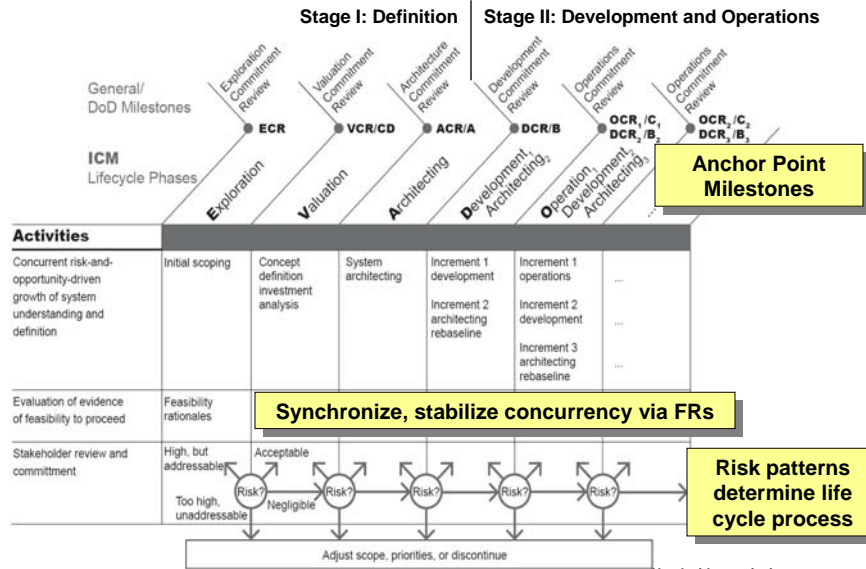 Stage I: Definition
Stage II: Development and Operations
General/
DoD Milestones
Exploration
Commitment
Review
Valuation
Commitment
Review
Architecture
Commitment
Review
Development
Commitment
Review
Operations
Commitment
Review
Operations
Commitment
Review
ECR
VCR/CD
ACR/A
DCR/B
OCR₁/C₁
DCR₂/B₂
OCR₂/C₂
DCR₃/B₃
ICM
Lifecycle Phases
Exploration
Valuation
Architecting
Development,₁
Architecting₂
Operation,₁
Development,₂
Architecting₃
...
Anchor Point
Milestones
Activities
Concurrent risk-and-
opportunity-driven
growth of system
understanding and
definition
Initial scoping
Concept
definition
investment
analysis
System
architecting
Increment 1
development
Increment 2
architecting
rebaseline
Increment 1
operations
Increment 2
development
Increment 3
architecting
rebaseline
...
...
...
Evaluation of evidence
of feasibility to proceed
Feasibility
rationales
Synchronize, stabilize concurrency via FRs
Stakeholder review and
committment
High, but
addressable
Acceptable
Too high,
unaddressable
Negligible
Risk?
Risk?
Risk?
Risk?
Risk?
Risk patterns
determine life
cycle process
Adjust scope, priorities, or discontinue